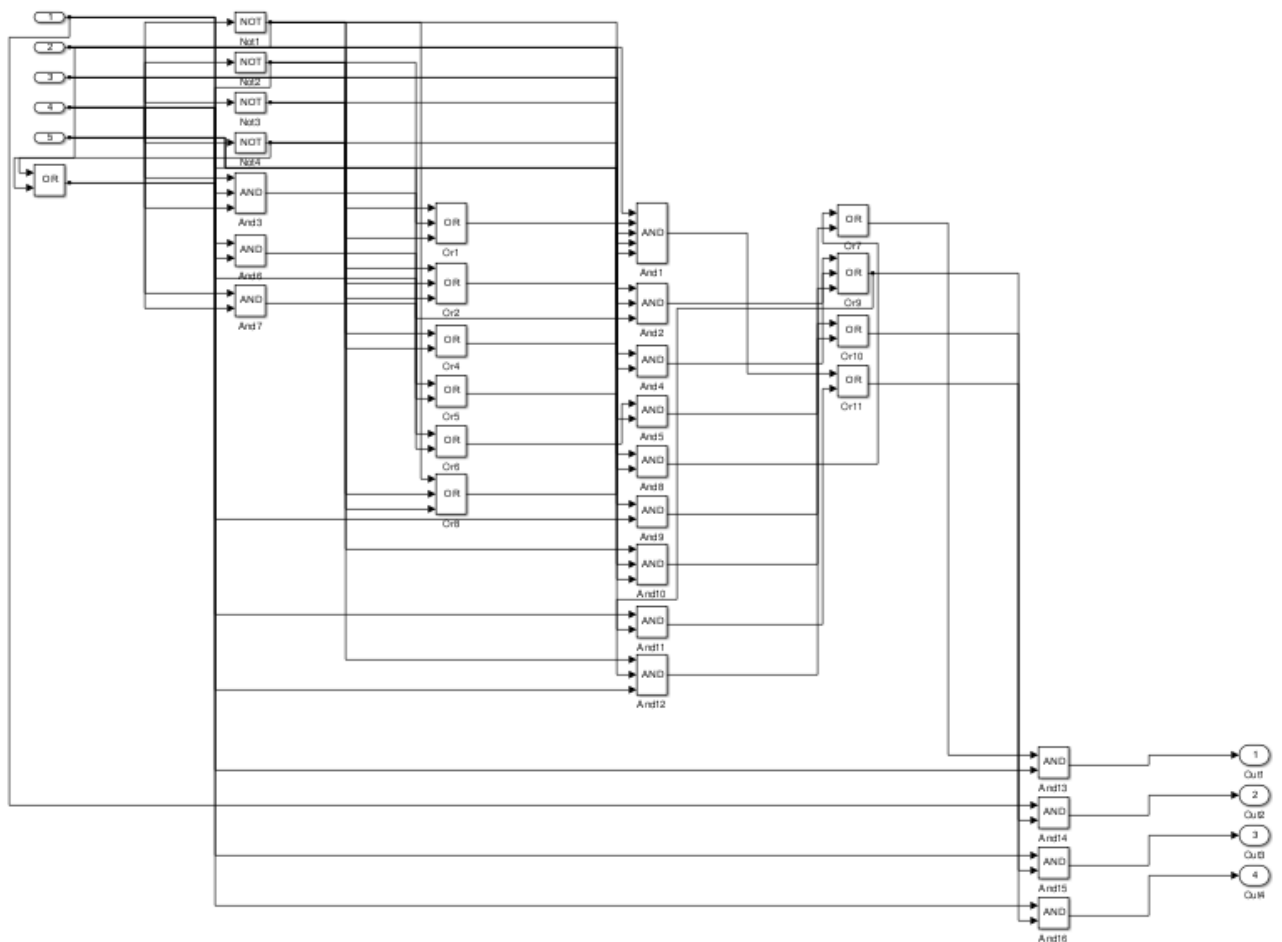 1
2
3
4
5
OR
NOT
Not1
NOT
Not2
NOT
Not3
NOT
Not4
AND
And3
AND
And6
AND
And7
OR
Or1
OR
Or2
OR
Or4
OR
Or5
OR
Or6
OR
Or8
AND
And1
AND
And2
AND
And4
AND
And5
AND
And8
AND
And9
AND
And10
AND
And11
AND
And12
OR
Or7
OR
Or9
OR
Or10
OR
Or11
AND
And13
AND
And14
AND
And15
AND
And16
1
Out1
2
Out2
3
Out3
4
Out4